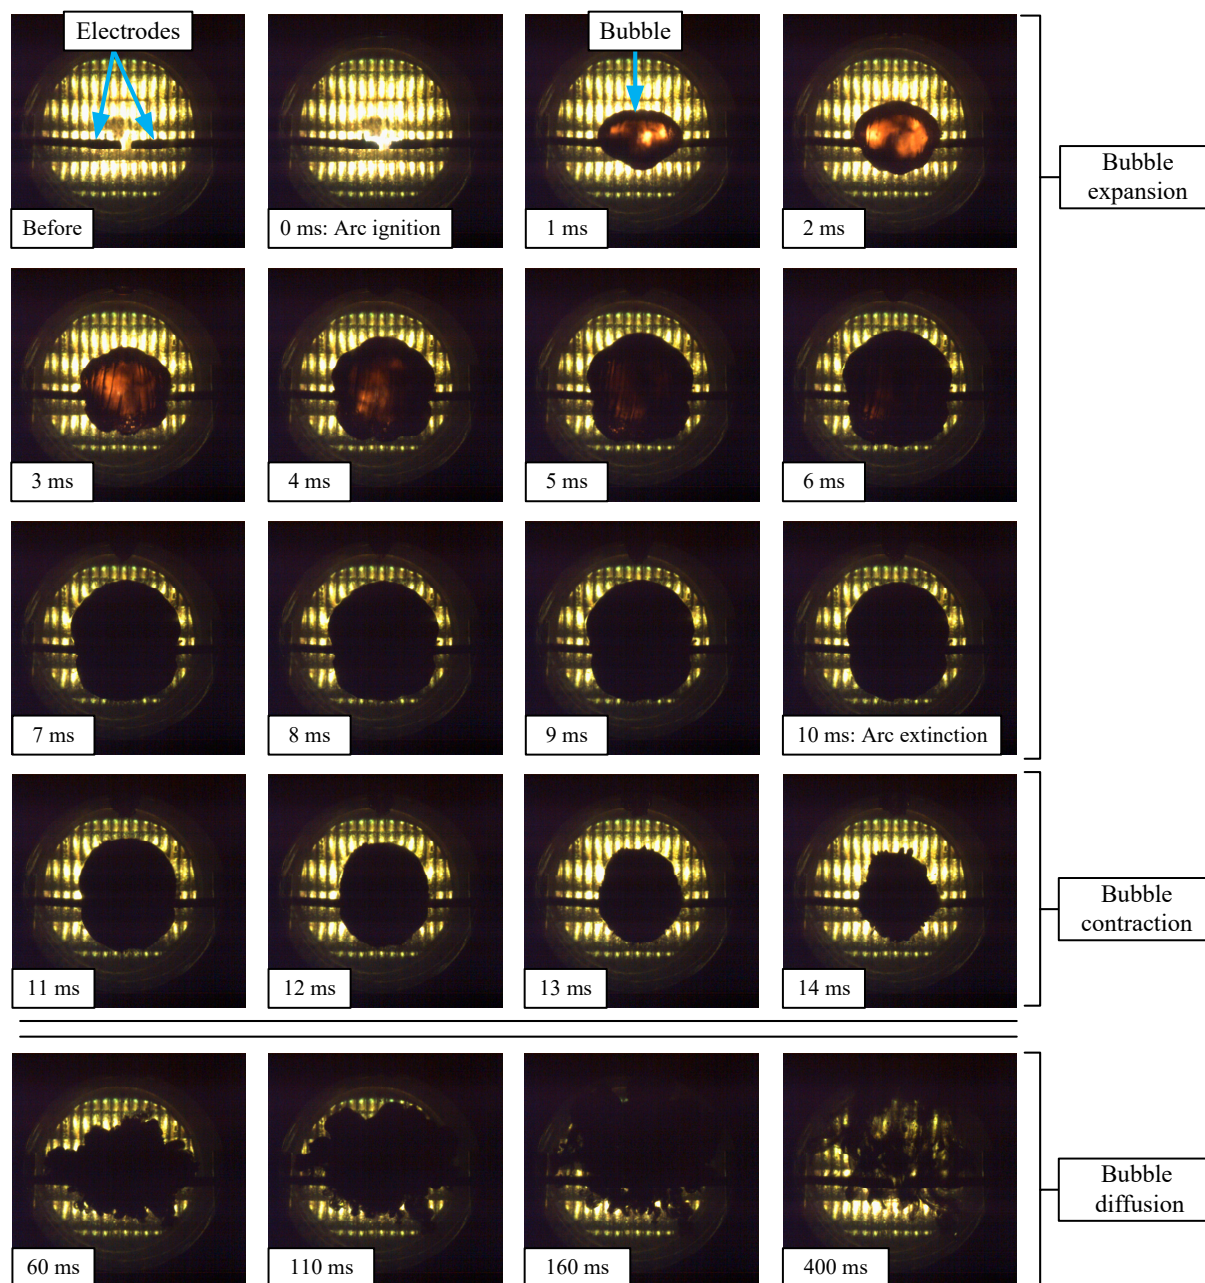 Electrodes
Bubble
Before
0 ms: Arc ignition
1 ms
2 ms
Bubble
expansion
3 ms
4 ms
5 ms
6 ms
7 ms
8 ms
9 ms
10 ms: Arc extinction
11 ms
12 ms
13 ms
14 ms
Bubble
contraction
60 ms
110 ms
160 ms
400 ms
Bubble
diffusion